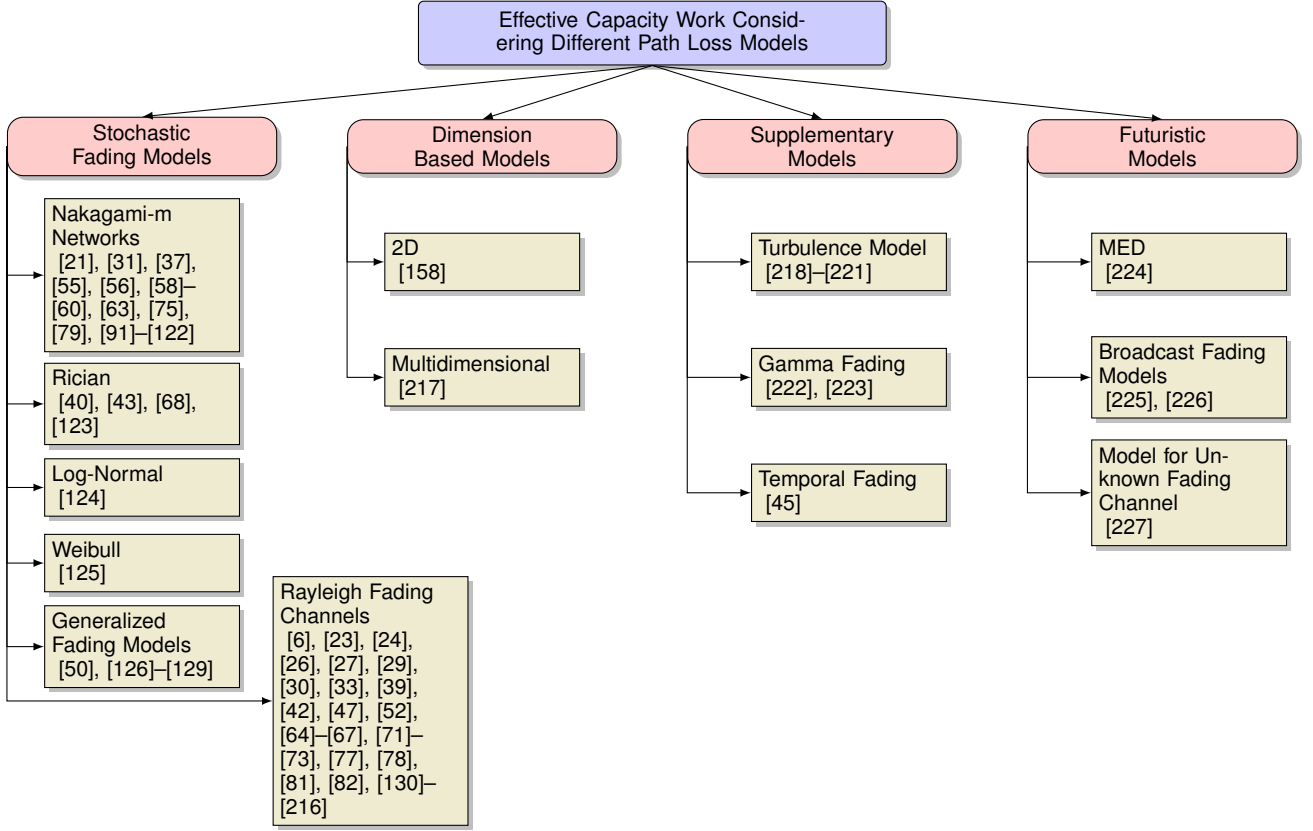 Effective Capacity Work Consid-
ering Different Path Loss Models
Stochastic
Fading Models
Nakagami-m
Networks
[21], [31], [37],
[55], [56], [58]–
[60], [63], [75],
[79], [91]–[122]
Rician
[40], [43], [68],
[123]
Log-Normal
[124]
Weibull
[125]
Generalized
Fading Models
[50], [126]–[129]
Rayleigh Fading
Channels
[6], [23], [24],
[26], [27], [29],
[30], [33], [39],
[42], [47], [52],
[64]–[67], [71]–
[73], [77], [78],
[81], [82], [130]–
[216]
Dimension
Based Models
2D
[158]
Multidimensional
[217]
Supplementary
Models
Turbulence Model
[218]–[221]
Gamma Fading
[222], [223]
Temporal Fading
[45]
Futuristic
Models
MED
[224]
Broadcast Fading
Models
[225], [226]
Model for Un-
known Fading
Channel
[227]